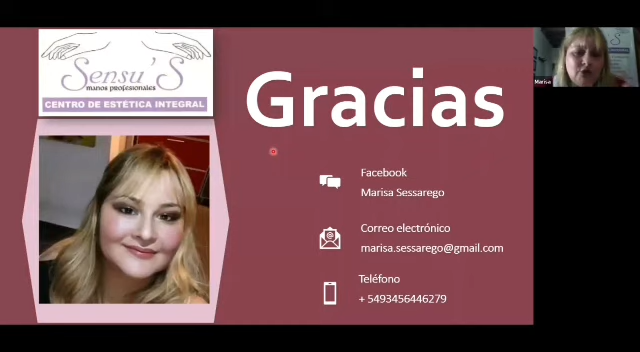 Sensu'S
manos profesionales
CENTRO DE ESTÉTICA INTEGRAL
Gracias
Facebook
Marisa Sessarego
Correo electrónico
marisa.sessarego@gmail.com
Teléfono
+ 5493456446279
Marisa